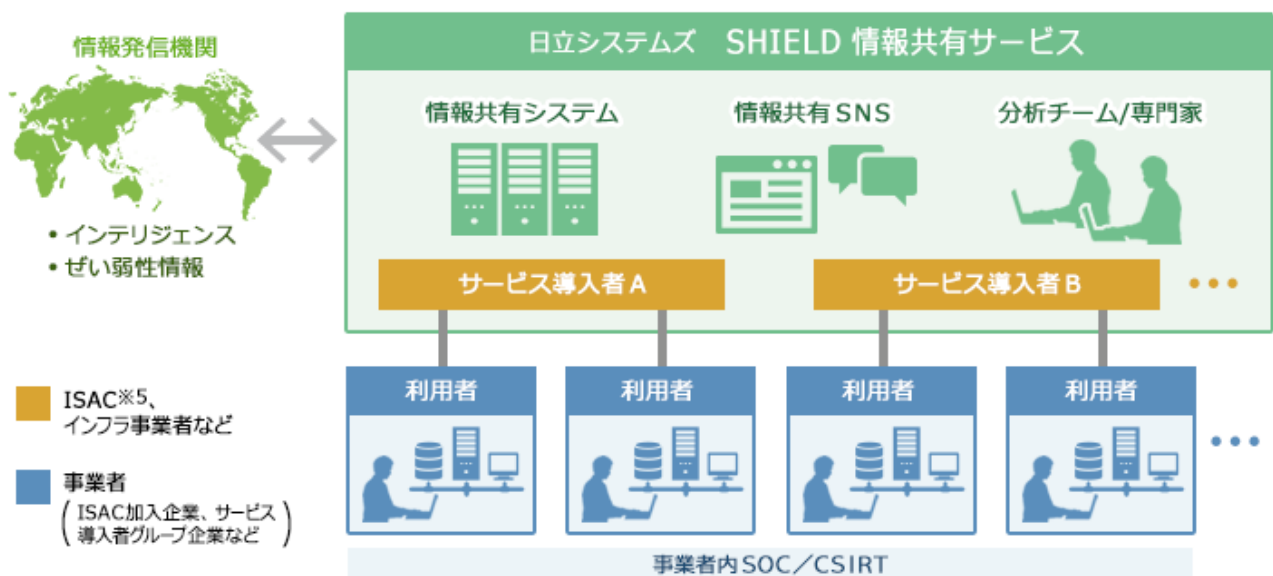 情報発信機関
• インテリジェンス
• ぜい弱性情報
日立システムズ SHIELD 情報共有サービス
情報共有システム
情報共有SNS
分析チーム/専門家
サービス導入者A
サービス導入者B
•••
利用者
利用者
利用者
利用者
•••
事業者内SOC/CSIRT
ISAC※5、
インフラ事業者など
事業者
(ISAC加入企業、サービス
導入者グループ企業など)